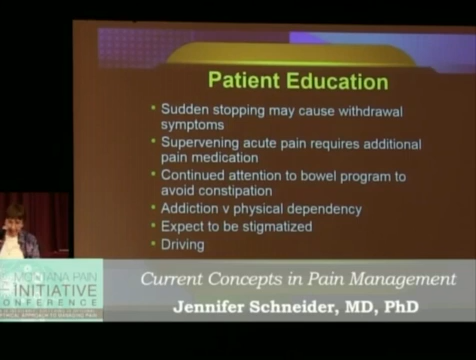 Patient Education
• Sudden stopping may cause withdrawal
symptoms
• Supervening acute pain requires additional
pain medication
• Continued attention to bowel program to
avoid constipation
• Addiction v physical dependency
• Expect to be stigmatized
• Driving
MONTANA PAIN
INITIATIVE
CONFERENCE
Current Concepts in Pain Management
Jennifer Schneider, MD, PhD